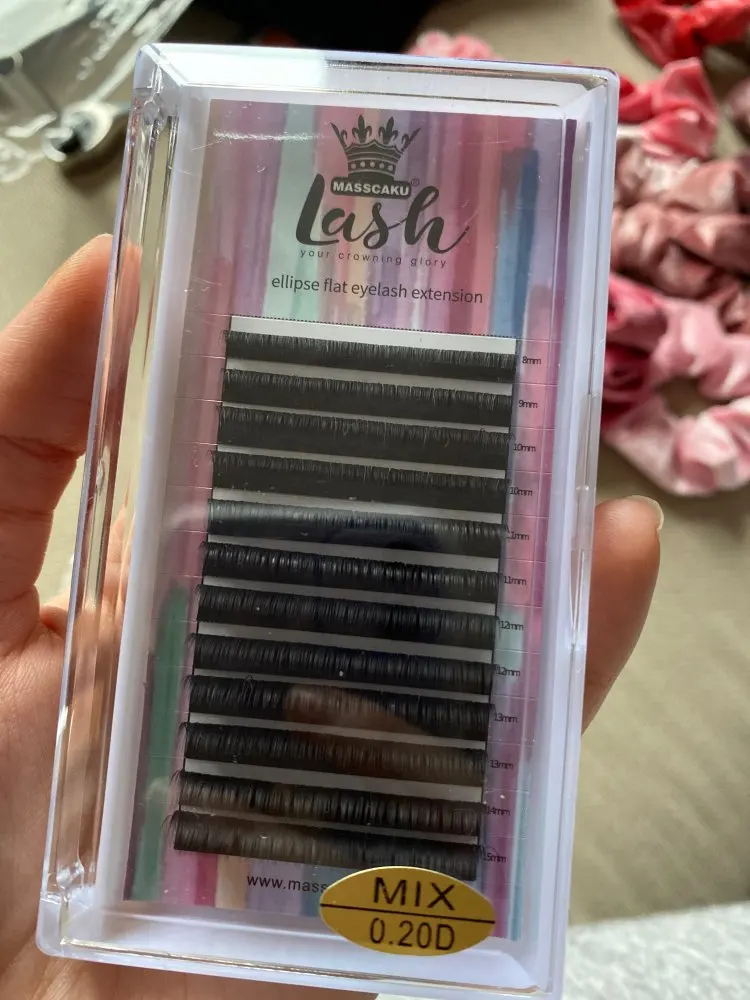 MASSCAKU®
Lash
your crowning glory
ellipse flat eyelash extension
8mm
9mm
10mm
10mm
11mm
11mm
12mm
12mm
13mm
13mm
14mm
15mm
www.mass
MIX
0.20D